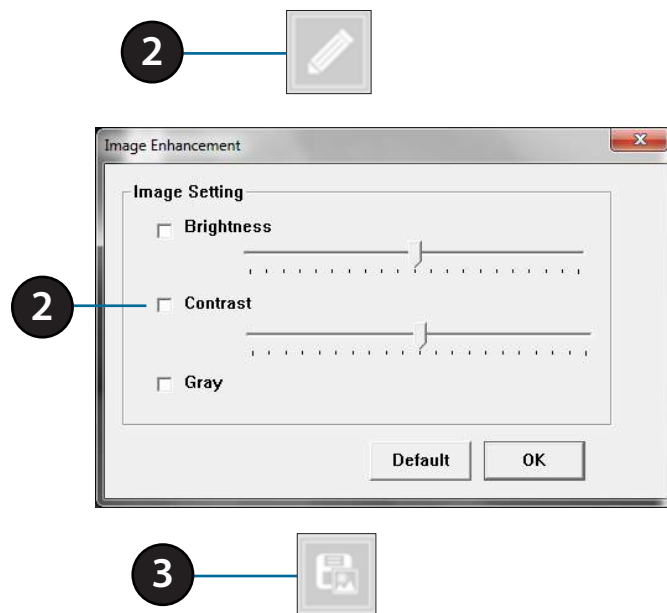 2
Image Enhancement
x
Image Setting
Brightness
2
Contrast
Gray
Default
OK
3